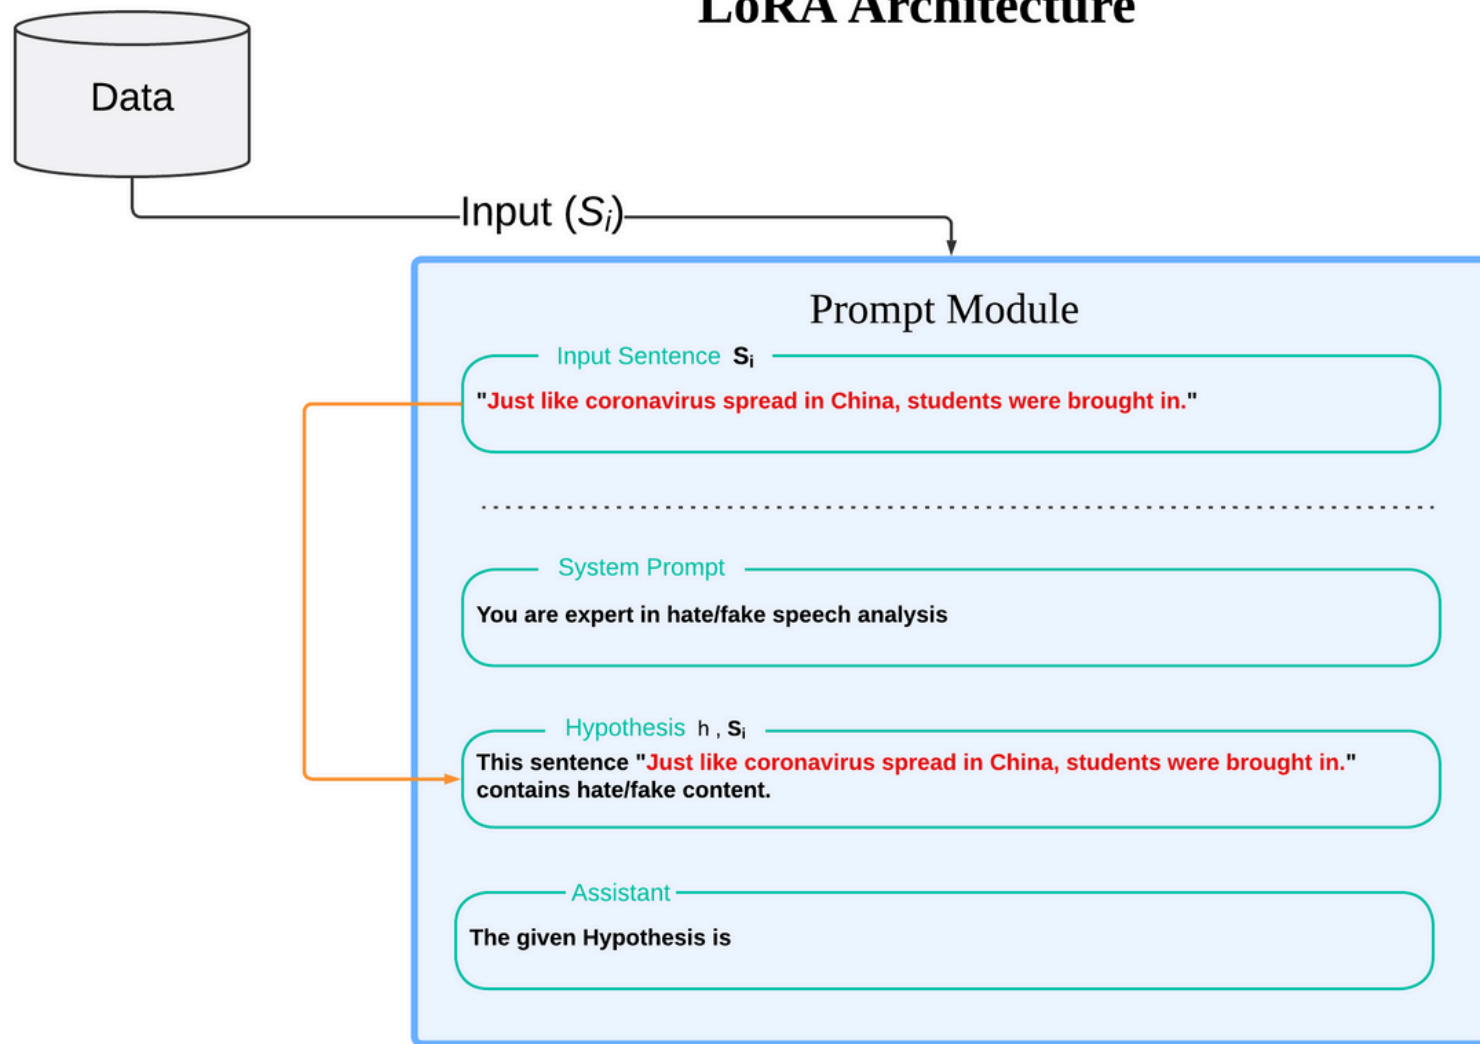 LoRA Architecture
Data
Input (Si)
Prompt Module
Input Sentence Si
"Just like coronavirus spread in China, students were brought in."
System Prompt
You are expert in hate/fake speech analysis
Hypothesis h , Si
This sentence "Just like coronavirus spread in China, students were brought in."
contains hate/fake content.
Assistant
The given Hypothesis is